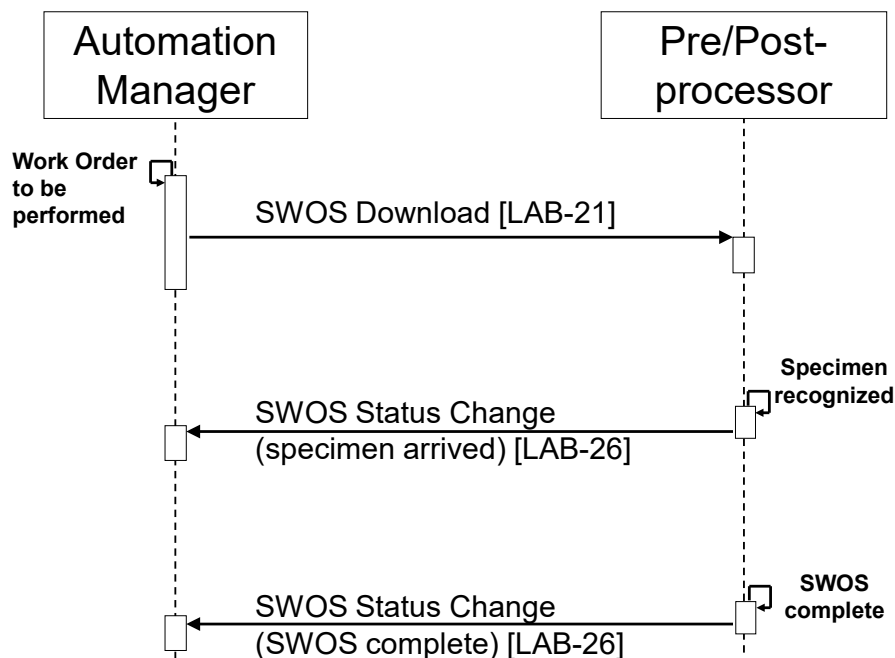 Automation
Manager
Pre/Post-
processor
Work Order
to be
performed
SWOS Download [LAB-21]
Specimen
recognized
SWOS Status Change
(specimen arrived) [LAB-26]
SWOS
complete
SWOS Status Change
(SWOS complete) [LAB-26]